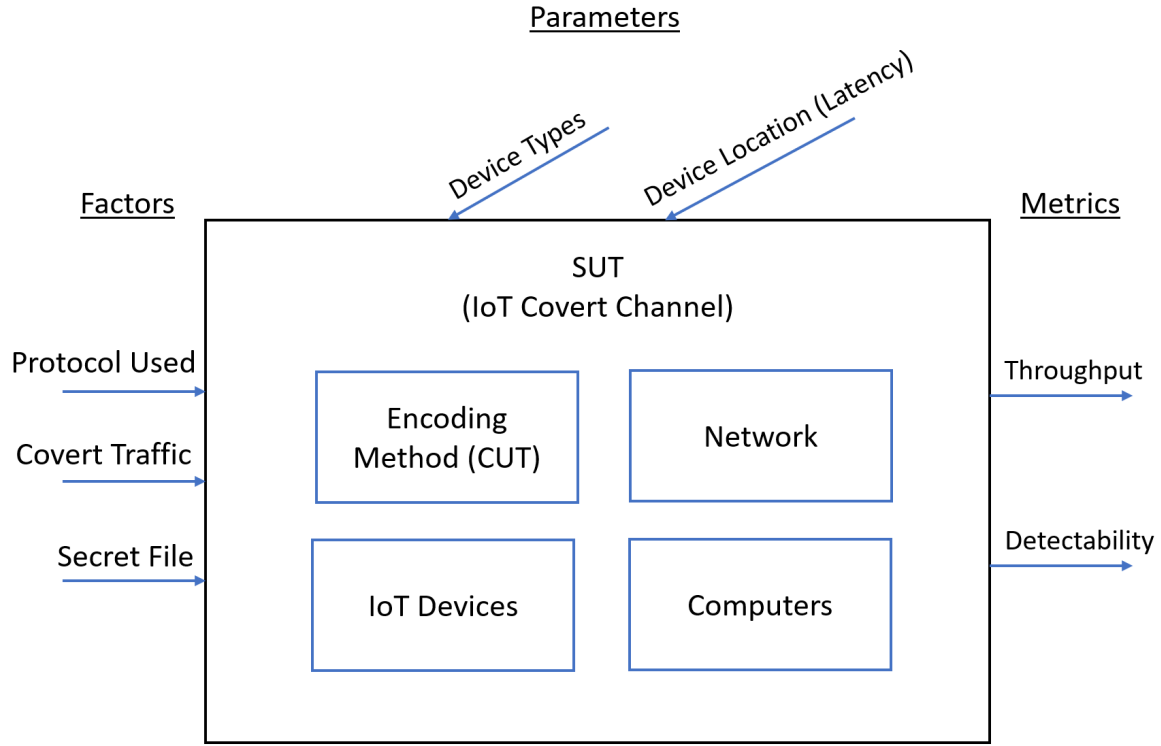 Parameters
Device Types
Device Location (Latency)
Factors
Metrics
SUT
(IoT Covert Channel)
Protocol Used
Covert Traffic
Secret File
Encoding
Method (CUT)
Network
IoT Devices
Computers
Throughput
Detectability